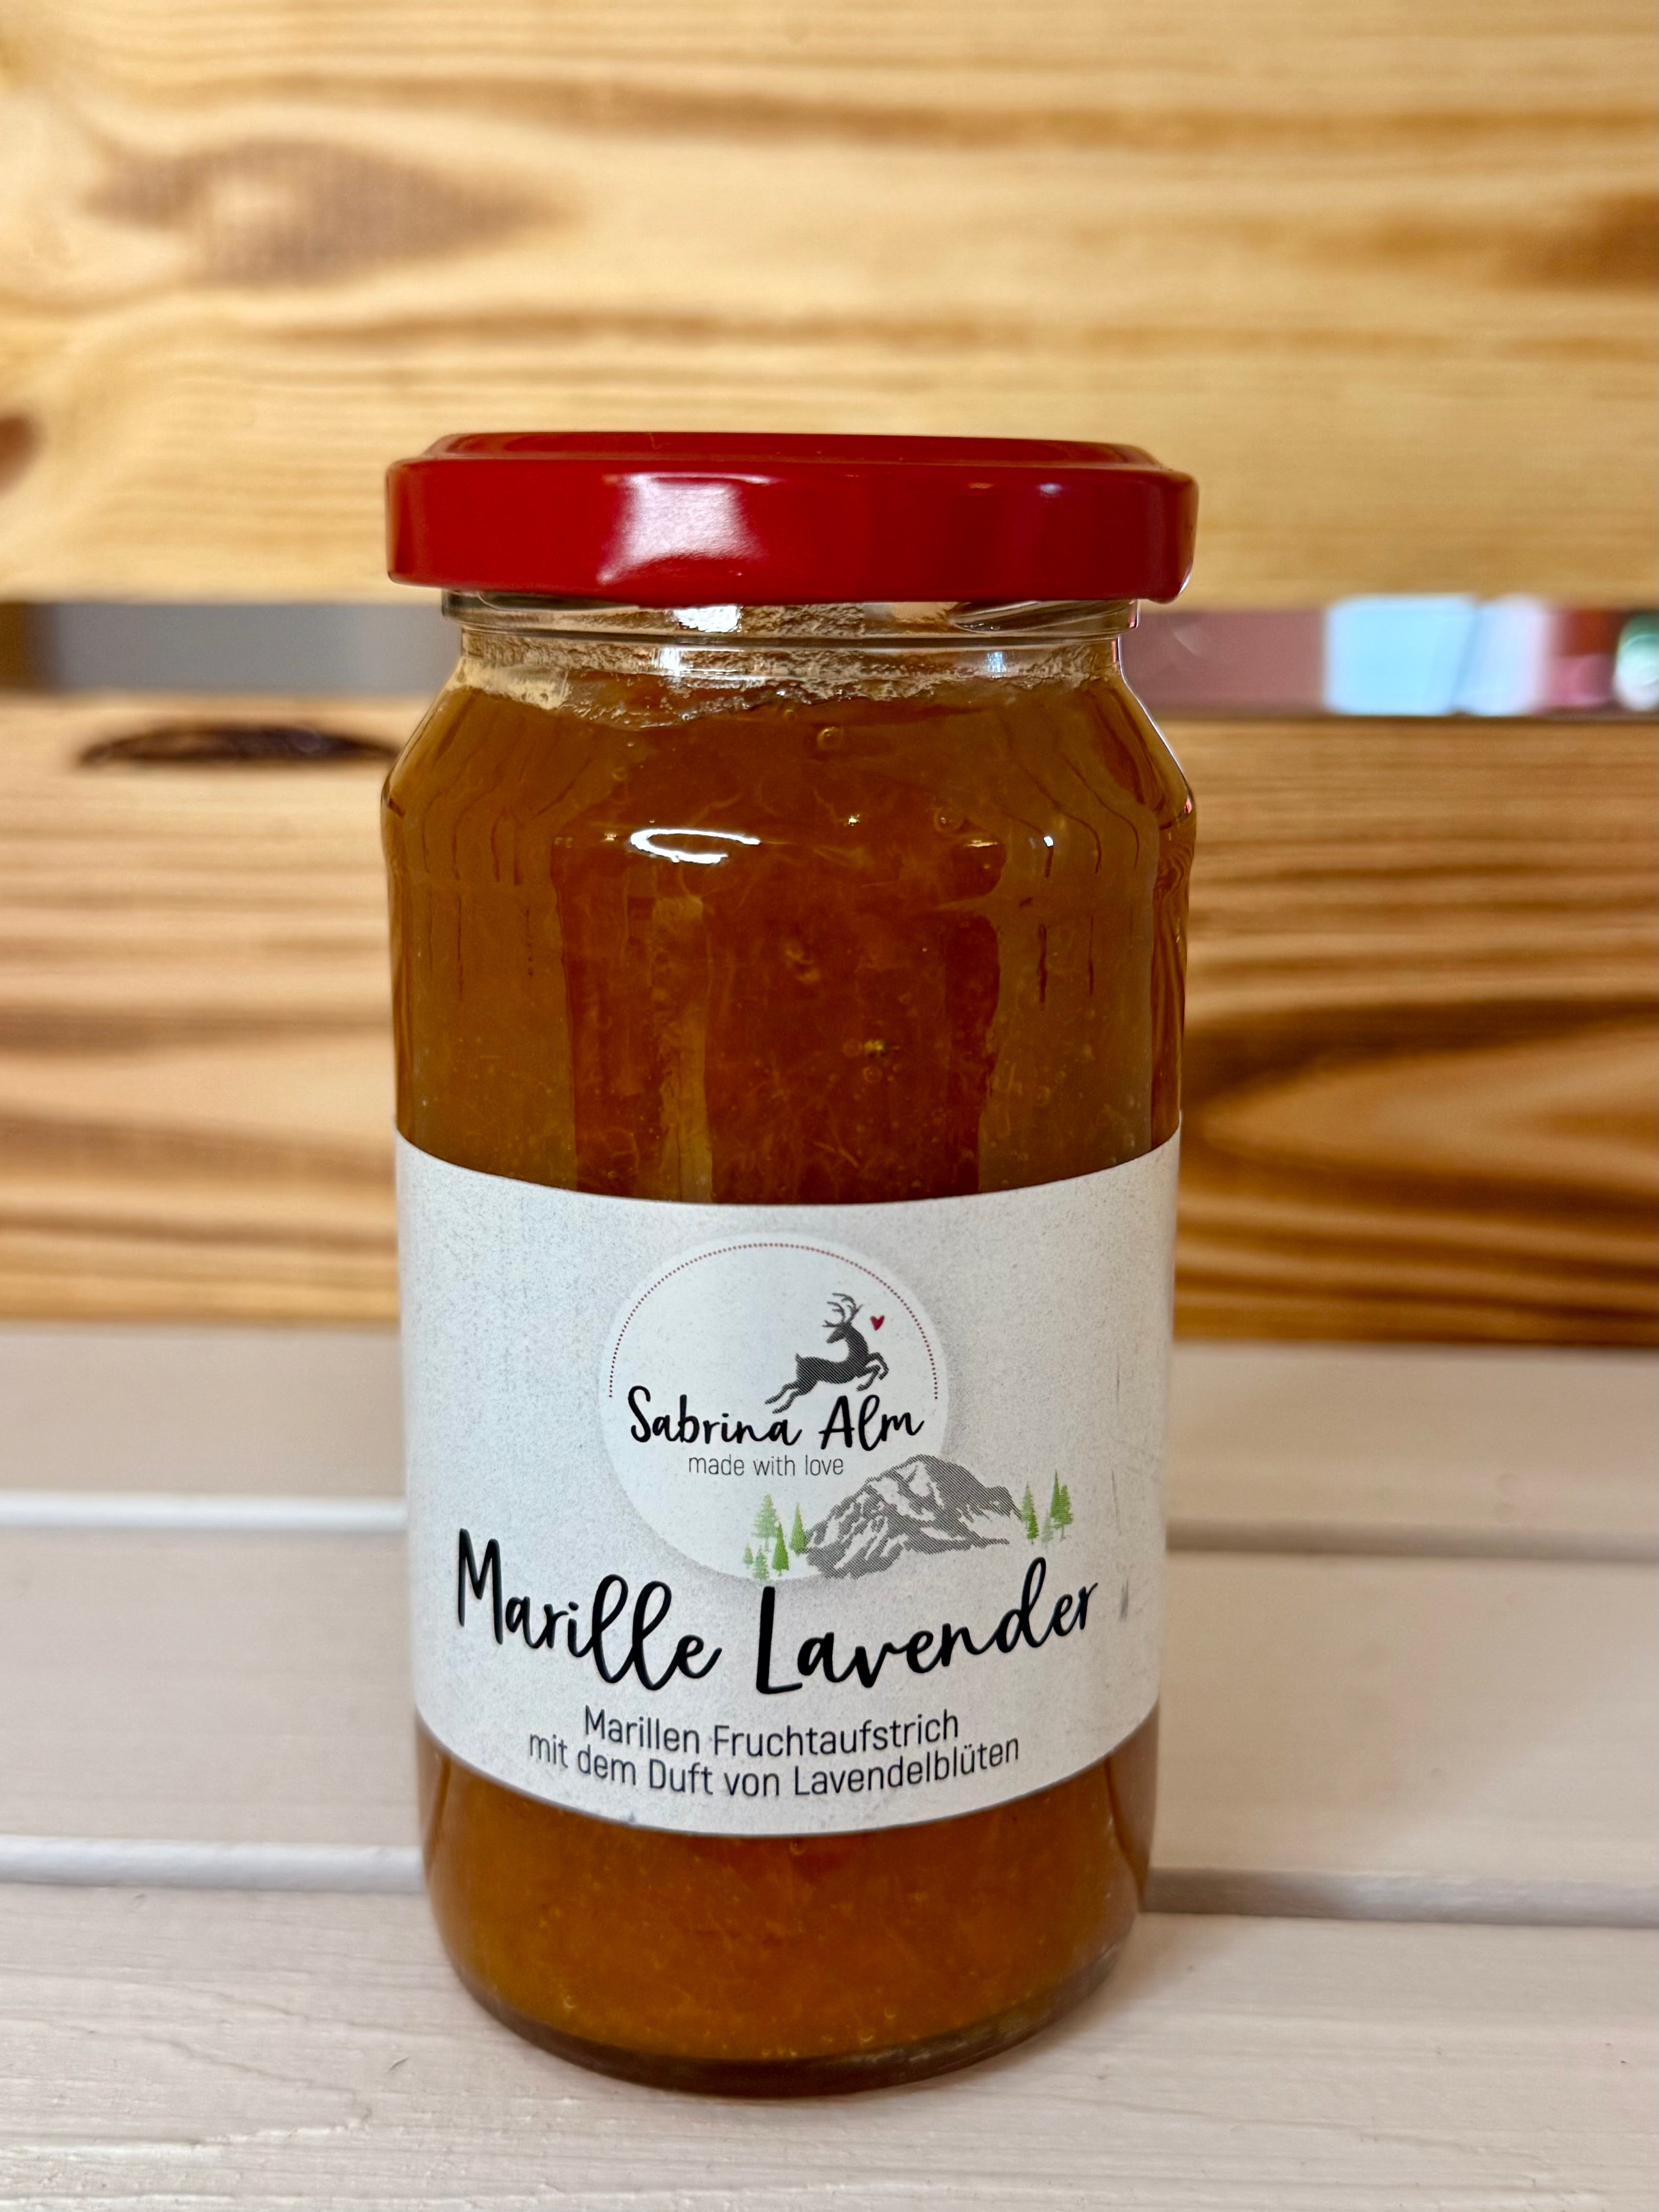 Sabrina Alm
made with love
Marille Lavender
Marillen Fruchtaufstrich
mit dem Duft von Lavendelblüten